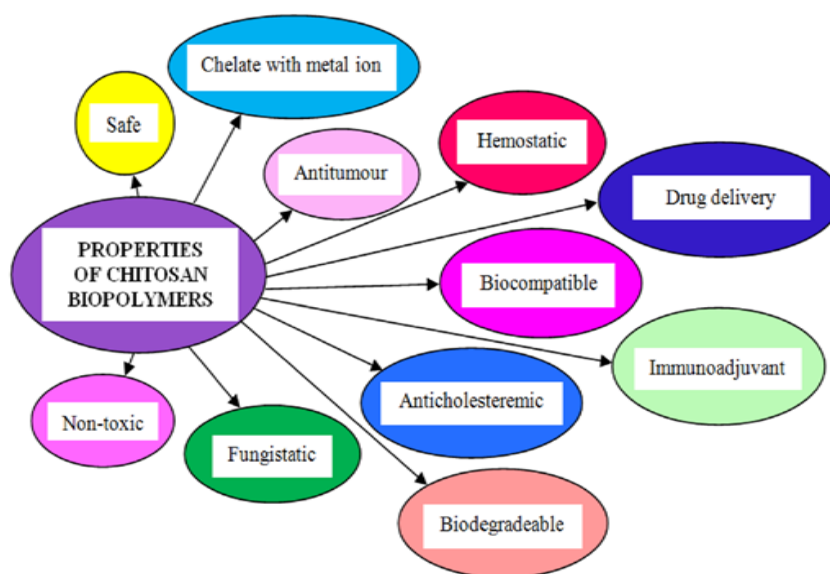 Chelate with metal ion
Safe
Hemostatic
Antitumour
Drug delivery
PROPERTIES
OF CHITOSAN
BIOPOLYMERS
Biocompatible
Immunoadjuvant
Anticholesteremic
Non-toxic
Fungistatic
Biodegradeable